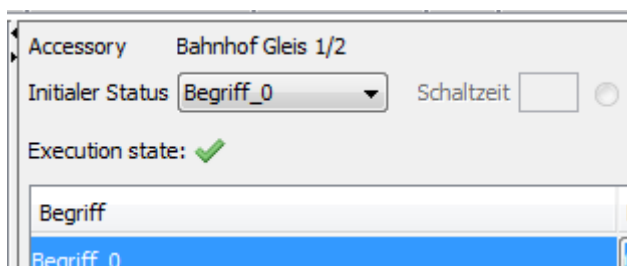 Accessory Bahnhof Gleis 1/2
Initialer Status Begriff_0 Schaltzeit
Execution state:
Begriff
Begriff_0